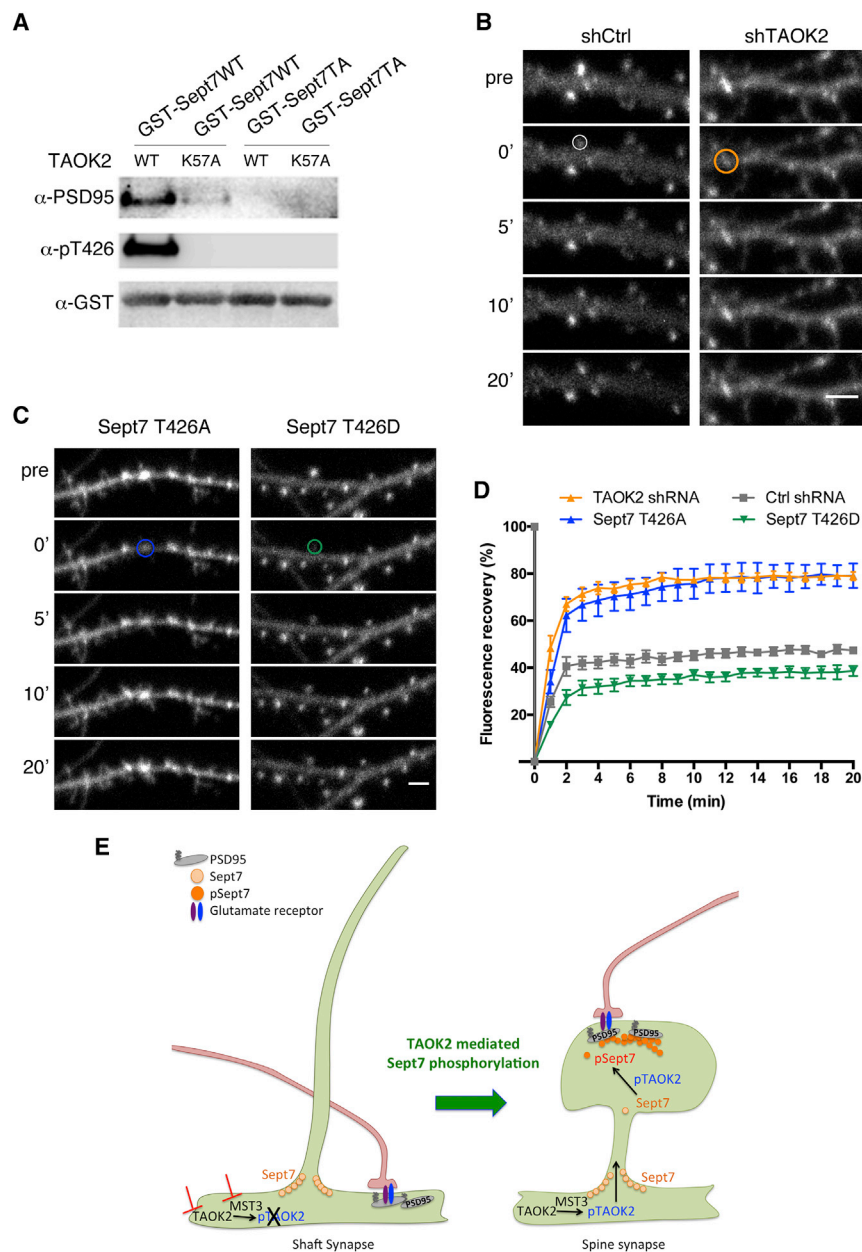 A
GST-Sept7WT
GST-Sept7WT
GST-Sept7TA
GST-Sept7TA
TAOK2 WT K57A WT K57A
α-PSD95
α-pT426
α-GST
B
shCtrl shTAOK2
pre
0’
5’
10’
20’
C
Sept7 T426A Sept7 T426D
pre
0’
5’
10’
20’
D
TAOK2 shRNA Ctrl shRNA
Sept7 T426A Sept7 T426D
Fluorescence recovery (%)
100
80
60
40
20
0 2 4 6 8 10 12 14 16 18 20
Time (min)
E
PSD95
Sept7
pSept7
Glutamate receptor
TAOK2 mediated
Sept7 phosphorylation
Sept7
MST3
TAOK2 pTAOK2
PSD95
Shaft Synapse
PSD95 PSD95
pSept7
pTAOK2
Sept7
Sept7
MST3
TAOK2 pTAOK2
Spine synapse